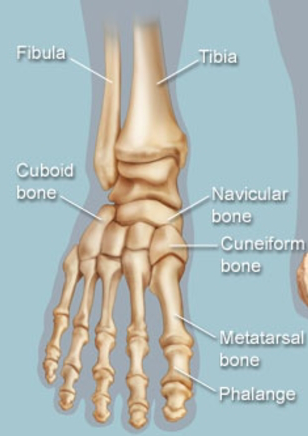 Fibula
Tibia
Cuboid
bone
Navicular
bone
Cuneiform
bone
Metatarsal
bone
Phalange